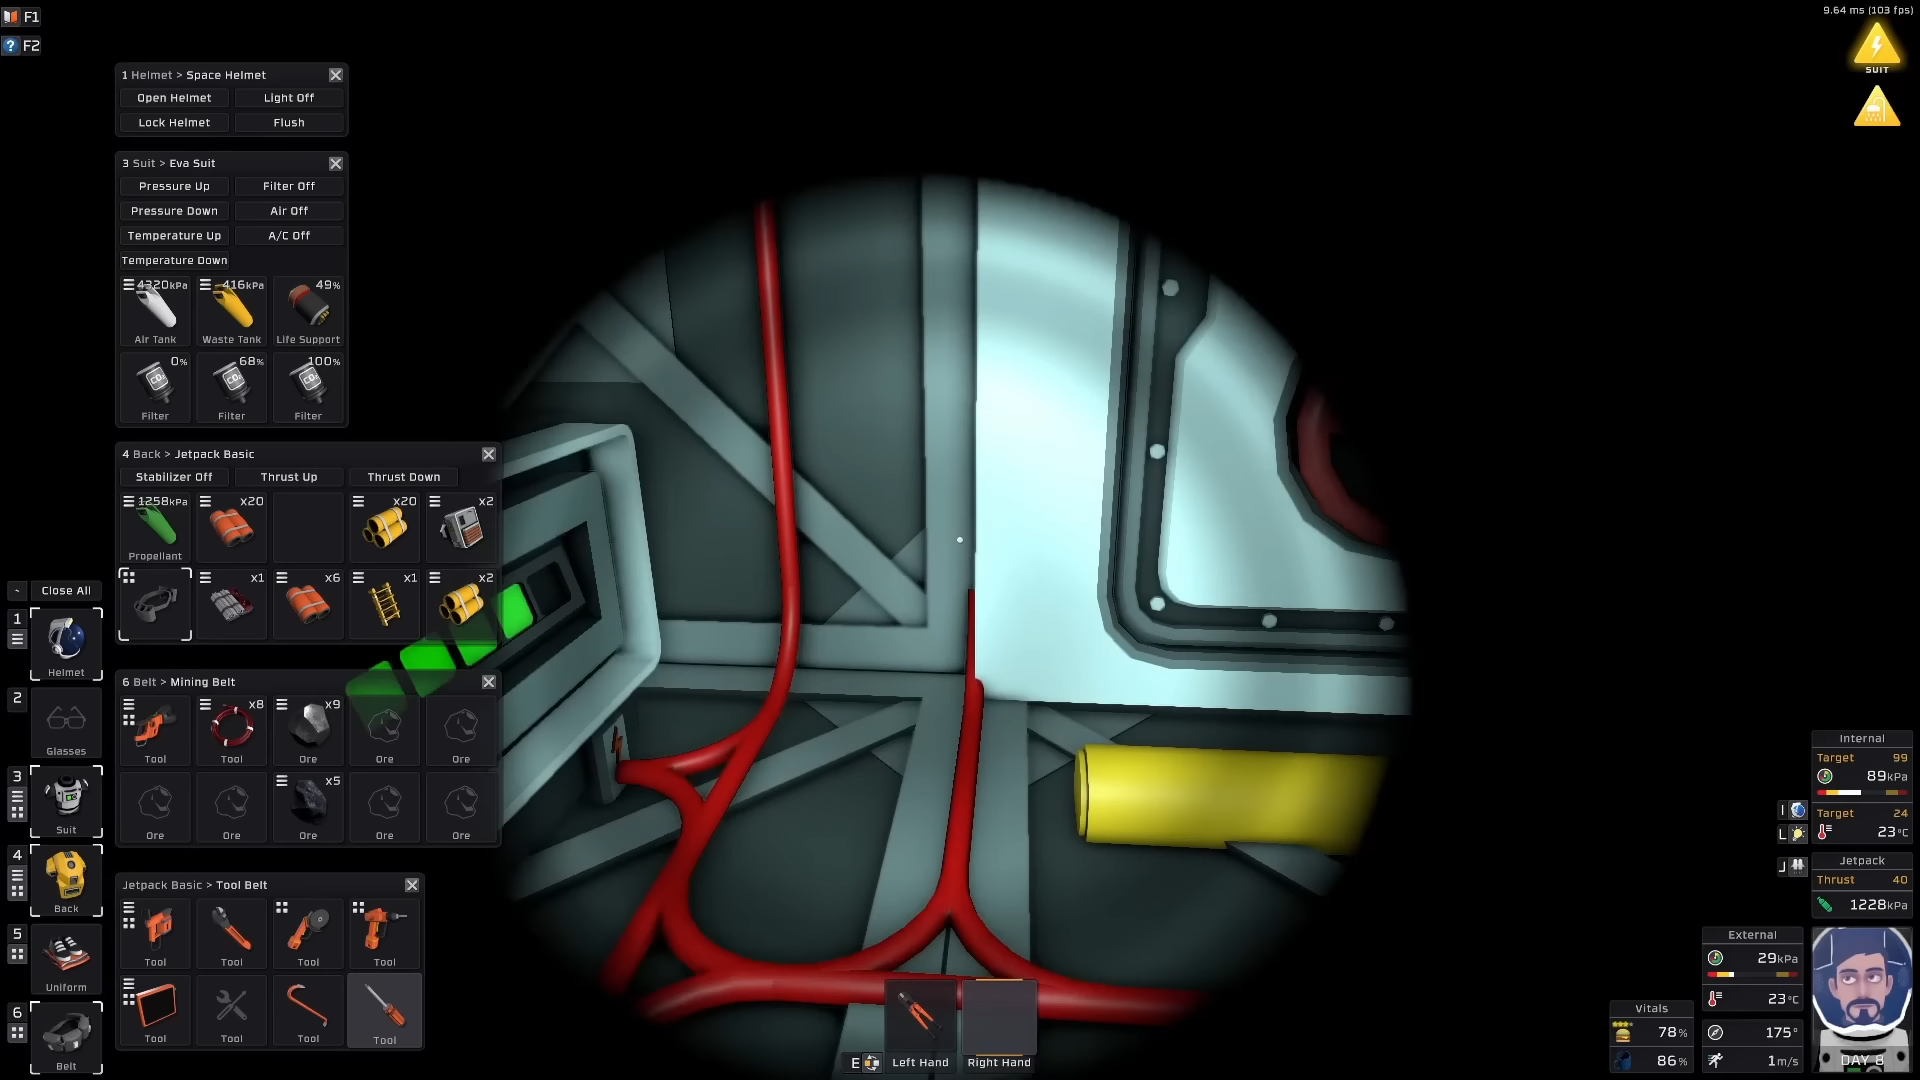 F1
9.64 ms (103 fps)
F2
SUIT
1 Helmet > Space Helmet
Open Helmet
Light Off
Lock Helmet
Flush
3 Suit > Eva Suit
Pressure Up
Filter Off
Pressure Down
Air Off
Temperature Up
A/C Off
Temperature Down
4320kPa
416kPa
49%
Air Tank
Waste Tank
Life Support
0%
68%
100%
CO₂
CO₂
CO₂
Filter
Filter
Filter
4 Back > Jetpack Basic
Stabilizer Off
Thrust Up
Thrust Down
1258kPa
x20
x20
x2
Propellant
x1
x6
x1
x2
~
Close All
1
Helmet
2
Glasses
3
Suit
4
Back
5
Uniform
6
Belt
6 Belt > Mining Belt
x8
x9
Tool
Tool
Ore
Ore
Ore
x5
Ore
Ore
Ore
Ore
Ore
Jetpack Basic > Tool Belt
Tool
Tool
Tool
Tool
Tool
Tool
Tool
Tool
E
Left Hand
Right Hand
Internal
Target 99
89kPa
Target 24
23°C
I
L
J
Jetpack
Thrust 40
1228kPa
External
29kPa
23°C
175°
1m/s
Vitals
78%
86%
DAY 8